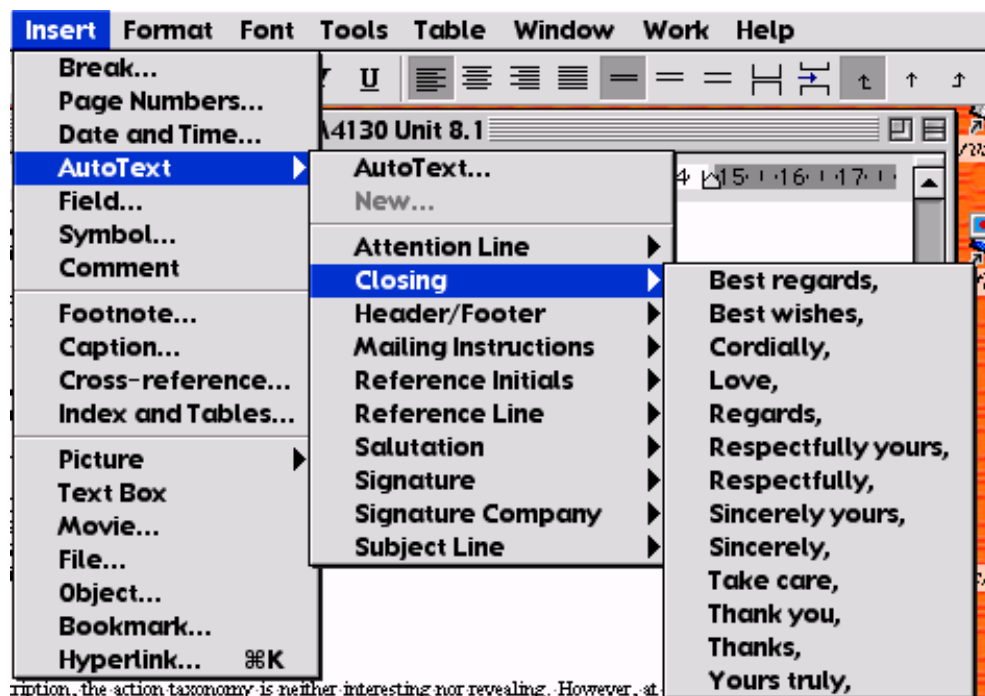 Insert Format Font Tools Table Window Work Help
U
A4130 Unit 8.1
15 16 17
Break...
Page Numbers...
Date and Time...
AutoText
Field...
Symbol...
Comment
Footnote...
Caption...
Cross-reference...
Index and Tables...
Picture
Text Box
Movie...
File...
Object...
Bookmark...
Hyperlink... ⌘K
AutoText...
New...
Attention Line
Closing
Header/Footer
Mailing Instructions
Reference Initials
Reference Line
Salutation
Signature
Signature Company
Subject Line
Best regards,
Best wishes,
Cordially,
Love,
Regards,
Respectfully yours,
Respectfully,
Sincerely yours,
Sincerely,
Take care,
Thank you,
Thanks,
Yours truly,
ription, the action taxonomy is neither interesting nor revealing. However, at